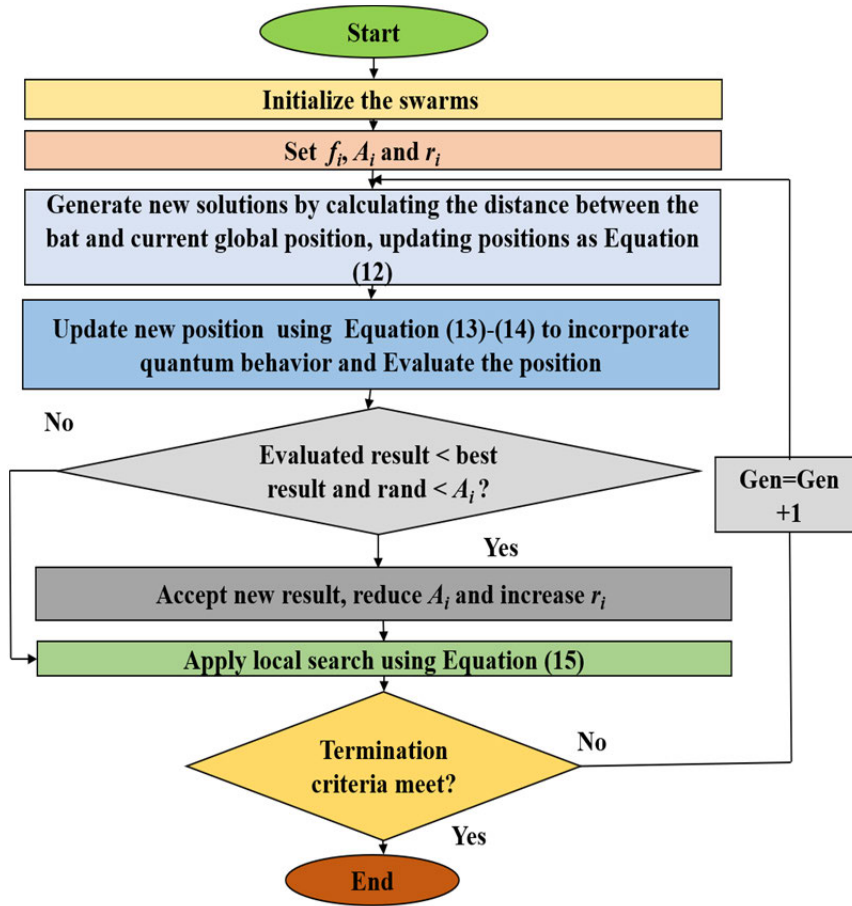 Start
Initialize the swarms
Set fᵢ, Aᵢ and rᵢ
Generate new solutions by calculating the distance between the
bat and current global position, updating positions as Equation
(12)
Update new position using Equation (13)-(14) to incorporate
quantum behavior and Evaluate the position
No
Evaluated result < best
result and rand < Aᵢ?
Gen=Gen
+1
Yes
Accept new result, reduce Aᵢ and increase rᵢ
Apply local search using Equation (15)
Termination
criteria meet?
No
Yes
End